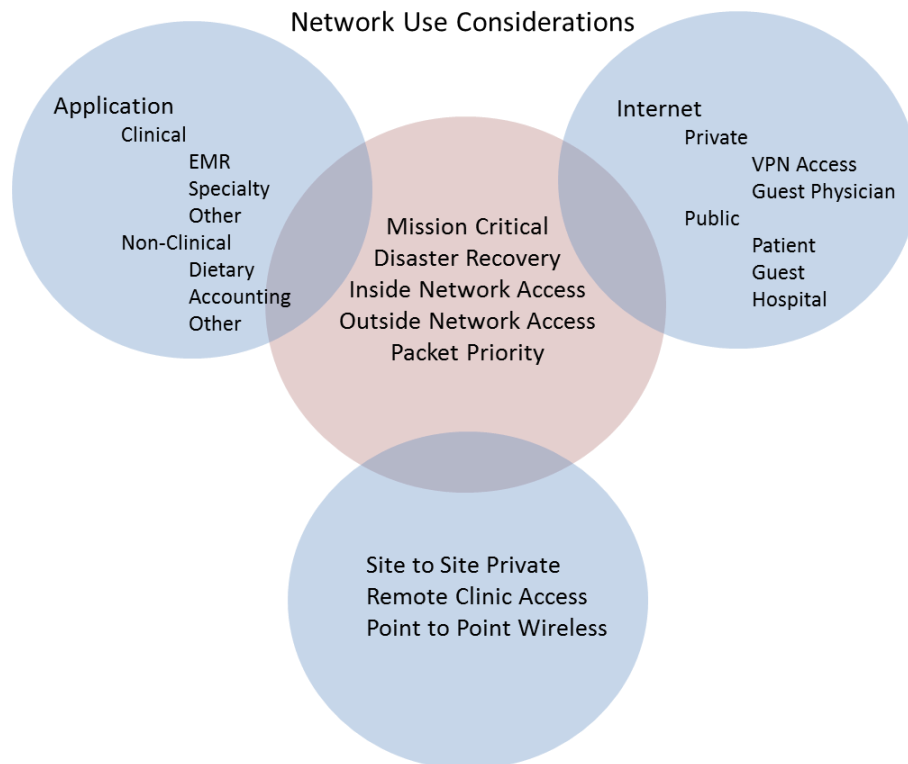 Network Use Considerations
Application
Clinical
EMR
Specialty
Other
Non-Clinical
Dietary
Accounting
Other
Mission Critical
Disaster Recovery
Inside Network Access
Outside Network Access
Packet Priority
Internet
Private
VPN Access
Guest Physician
Public
Patient
Guest
Hospital
Site to Site Private
Remote Clinic Access
Point to Point Wireless